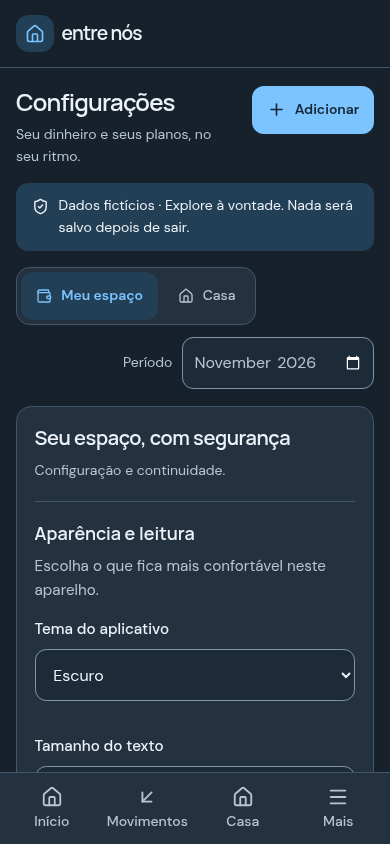 entre nós
Configurações
Adicionar
Seu dinheiro e seus planos, no
seu ritmo.
Dados fictícios · Explore à vontade. Nada será
salvo depois de sair.
Meu espaço
Casa
Período
November 2026
Seu espaço, com segurança
Configuração e continuidade.
Aparência e leitura
Escolha o que fica mais confortável neste
aparelho.
Tema do aplicativo
Escuro
Tamanho do texto
Início
Movimentos
Casa
Mais